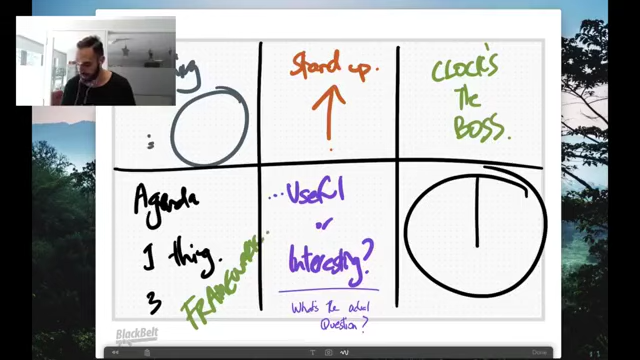 Stand up.
CLOCK'S
The
BOSS.
Agenda
1 thing.
3
FRAMEWORK...
...Useful
or
Interesting?
What's the actual
Question?
BlackBelt